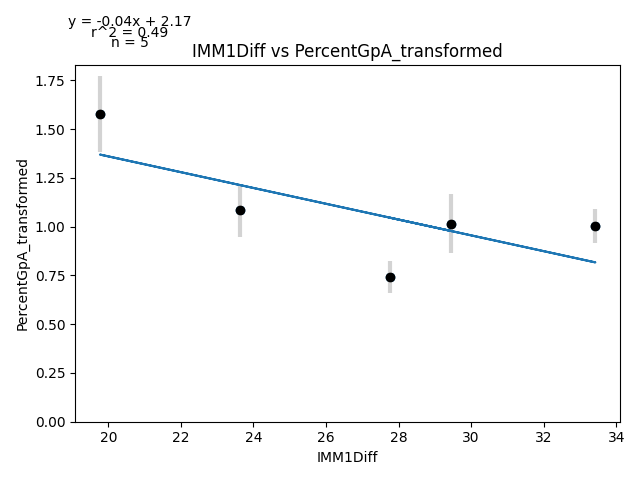 y = -0.04x + 2.17
r^2 = 0.49
n = 5
IMM1Diff vs PercentGpA_transformed
PercentGpA_transformed
1.75
1.50
1.25
1.00
0.75
0.50
0.25
0.00
20 22 24 26 28 30 32 34
IMM1Diff